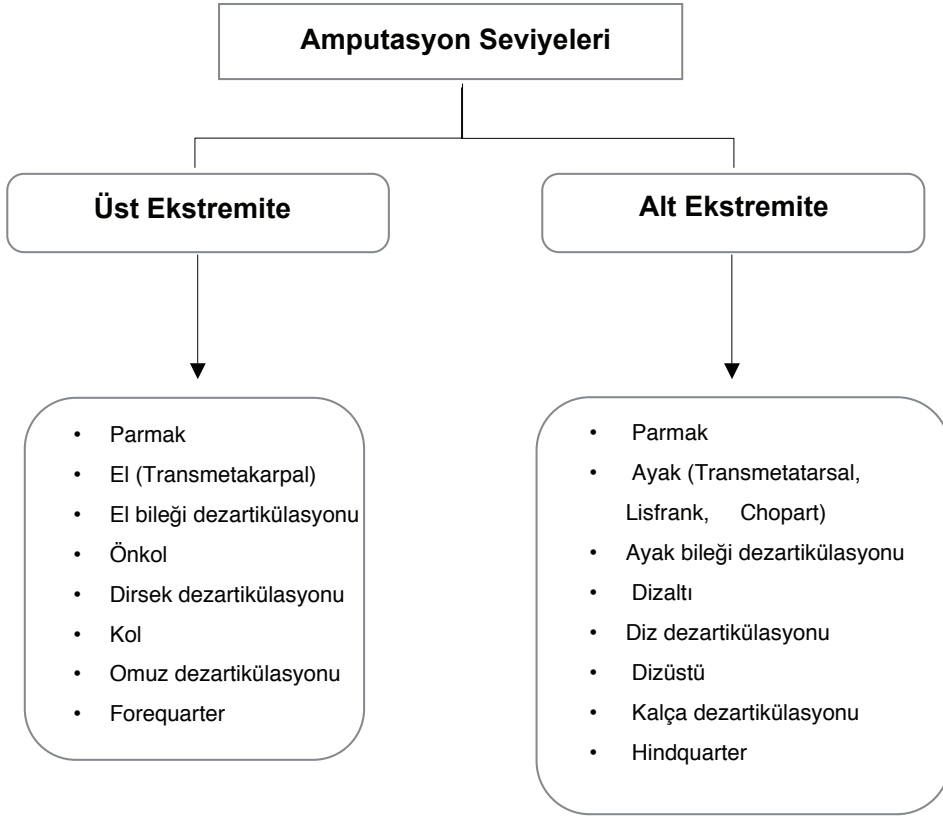 Amputasyon Seviyeleri
Üst Ekstremite
• Parmak
• El (Transmetakarpal)
• El bileği dezartikülasyonu
• Önkol
• Dirsek dezartikülasyonu
• Kol
• Omuz dezartikülasyonu
• Forequarter
Alt Ekstremite
• Parmak
• Ayak (Transmetatarsal,
Lisfrank, Chopart)
• Ayak bileği dezartikülasyonu
• Dizaltı
• Diz dezartikülasyonu
• Dizüstü
• Kalça dezartikülasyonu
• Hindquarter